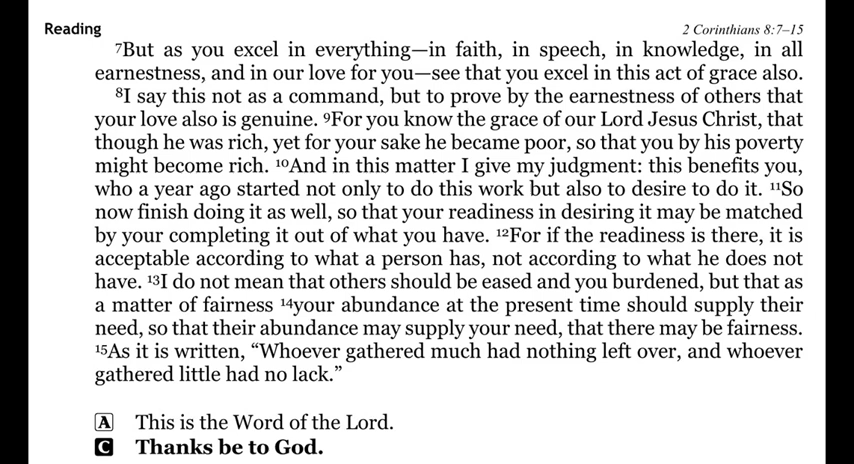 Reading 2 Corinthians 8:7–15
⁷But as you excel in everything—in faith, in speech, in knowledge, in all
earnestness, and in our love for you—see that you excel in this act of grace also.
⁸I say this not as a command, but to prove by the earnestness of others that
your love also is genuine. ⁹For you know the grace of our Lord Jesus Christ, that
though he was rich, yet for your sake he became poor, so that you by his poverty
might become rich. ¹⁰And in this matter I give my judgment: this benefits you,
who a year ago started not only to do this work but also to desire to do it. ¹¹So
now finish doing it as well, so that your readiness in desiring it may be matched
by your completing it out of what you have. ¹²For if the readiness is there, it is
acceptable according to what a person has, not according to what he does not
have. ¹³I do not mean that others should be eased and you burdened, but that as
a matter of fairness ¹⁴your abundance at the present time should supply their
need, so that their abundance may supply your need, that there may be fairness.
¹⁵As it is written, “Whoever gathered much had nothing left over, and whoever
gathered little had no lack.”
A This is the Word of the Lord.
C Thanks be to God.